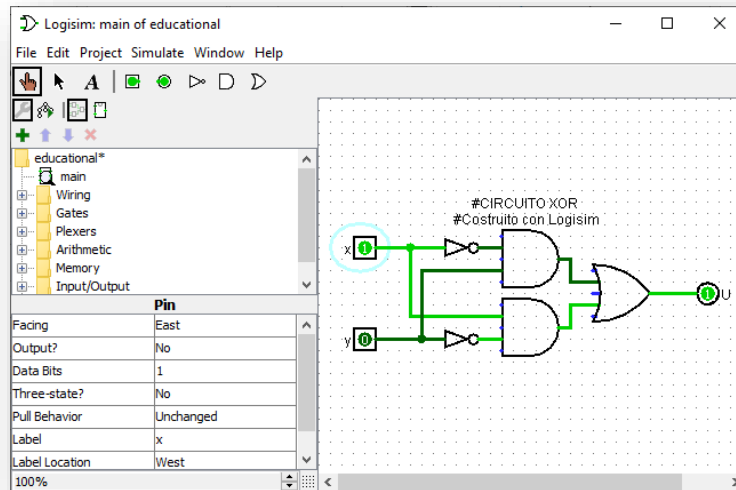 Logisim: main of educational
File Edit Project Simulate Window Help
A
educational*
main
Wiring
Gates
Plexers
Arithmetic
Memory
Input/Output
Pin
Facing East
Output? No
Data Bits 1
Three-state? No
Pull Behavior Unchanged
Label x
Label Location West
100%
#CIRCUITO XOR
#Costruito con Logisim
x 1
1 U
y 0